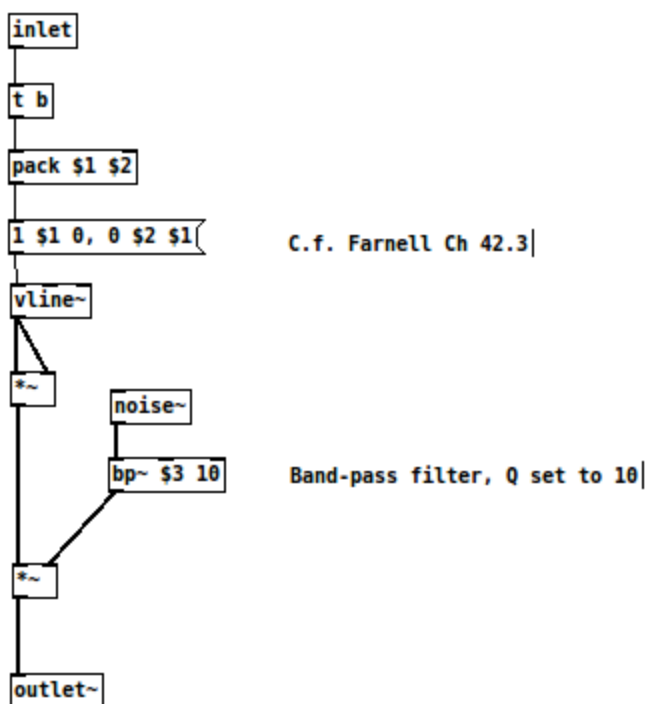 inlet
t b
pack $1 $2
1 $1 0, 0 $2 $1
C.f. Farnell Ch 42.3
vline~
*~
noise~
bp~ $3 10
Band-pass filter, Q set to 10
*~
outlet~